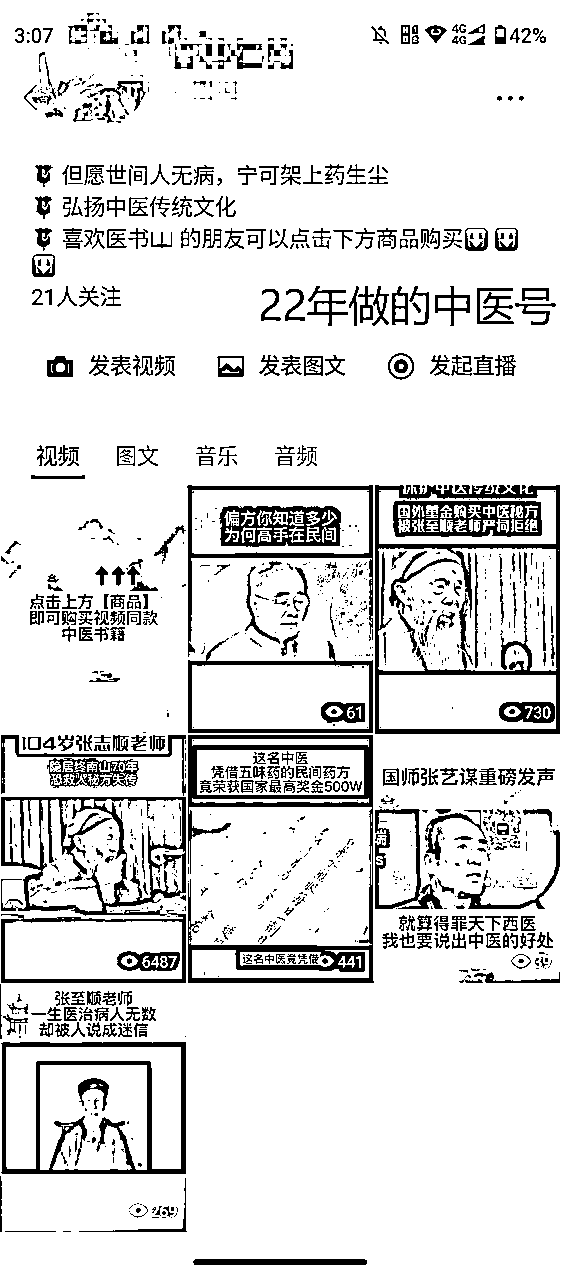 3:07
4G
4G
42%
但愿世间人无病，宁可架上药生尘
弘扬中医传统文化
喜欢医书山 的朋友可以点击下方商品购买
21人关注
22年做的中医号
发表视频
发表图文
发起直播
视频
图文
音乐
音频
点击上方【商品】
即可购买视频同款
中医书籍
偏方你知道多少
为何高手在民间
61
保护中医传统文化
国外重金购买中医秘方
被张至顺老师严词拒绝
730
104岁张志顺老师
隐居终南山70年
恐救人秘方失传
6487
这名中医
凭借五味药的民间药方
竟荣获国家最高奖金500W
这名中医竟凭借
441
国师张艺谋重磅发声
就算得罪天下西医
我也要说出中医的好处
张至顺老师
一生医治病人无数
却被人说成迷信
269